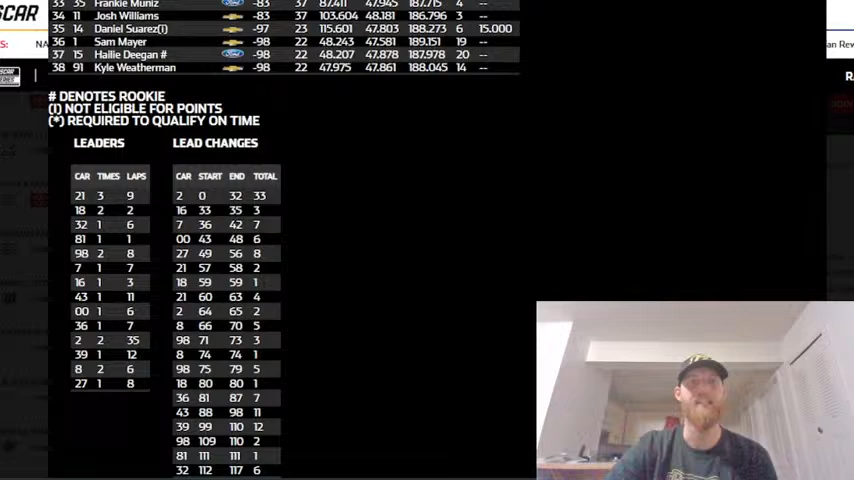 SCAR
33 35 Frankie Muniz -83 37 87.411 47.945 187.715 4 --
34 11 Josh Williams -83 37 103.604 48.181 186.796 3 --
35 14 Daniel Suarez(i) -97 23 115.601 47.803 188.273 6 15.000
36 1 Sam Mayer -98 22 48.243 47.581 189.151 19 --
37 15 Hailie Deegan # -98 22 48.207 47.878 187.978 20 --
38 91 Kyle Weatherman -98 22 47.975 47.861 188.045 14 --
S: NA
an Rew
R
# DENOTES ROOKIE
(I) NOT ELIGIBLE FOR POINTS
(*) REQUIRED TO QUALIFY ON TIME
LEADERS LEAD CHANGES
CAR TIMES LAPS CAR START END TOTAL
21 3 9 2 0 32 33
18 2 2 16 33 35 3
32 1 6 7 36 42 7
81 1 1 00 43 48 6
98 2 8 27 49 56 8
7 1 7 21 57 58 2
16 1 3 18 59 59 1
43 1 11 21 60 63 4
00 1 6 2 64 65 2
36 1 7 8 66 70 5
2 2 35 98 71 73 3
39 1 12 8 74 74 1
8 2 6 98 75 79 5
27 1 8 18 80 80 1
36 81 87 7
43 88 98 11
39 99 110 12
98 109 110 2
81 111 111 1
32 112 117 6